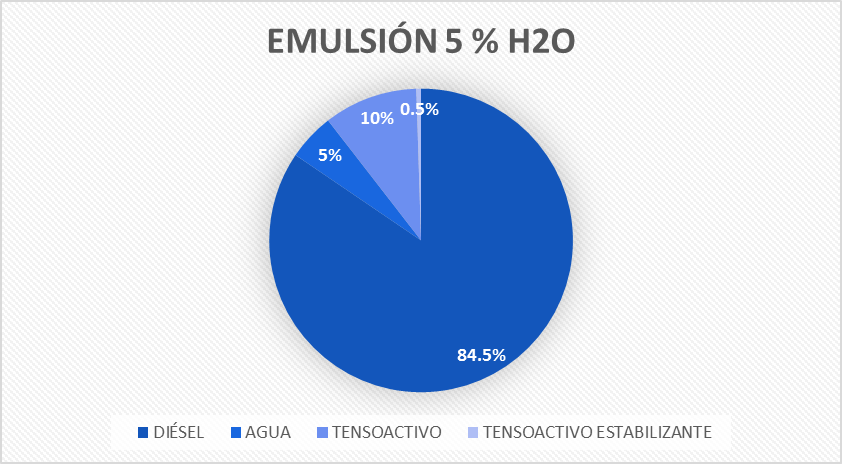 EMULSIÓN 5 % H2O
0.5%
10%
5%
84.5%
DIÉSEL AGUA TENSOACTIVO TENSOACTIVO ESTABILIZANTE